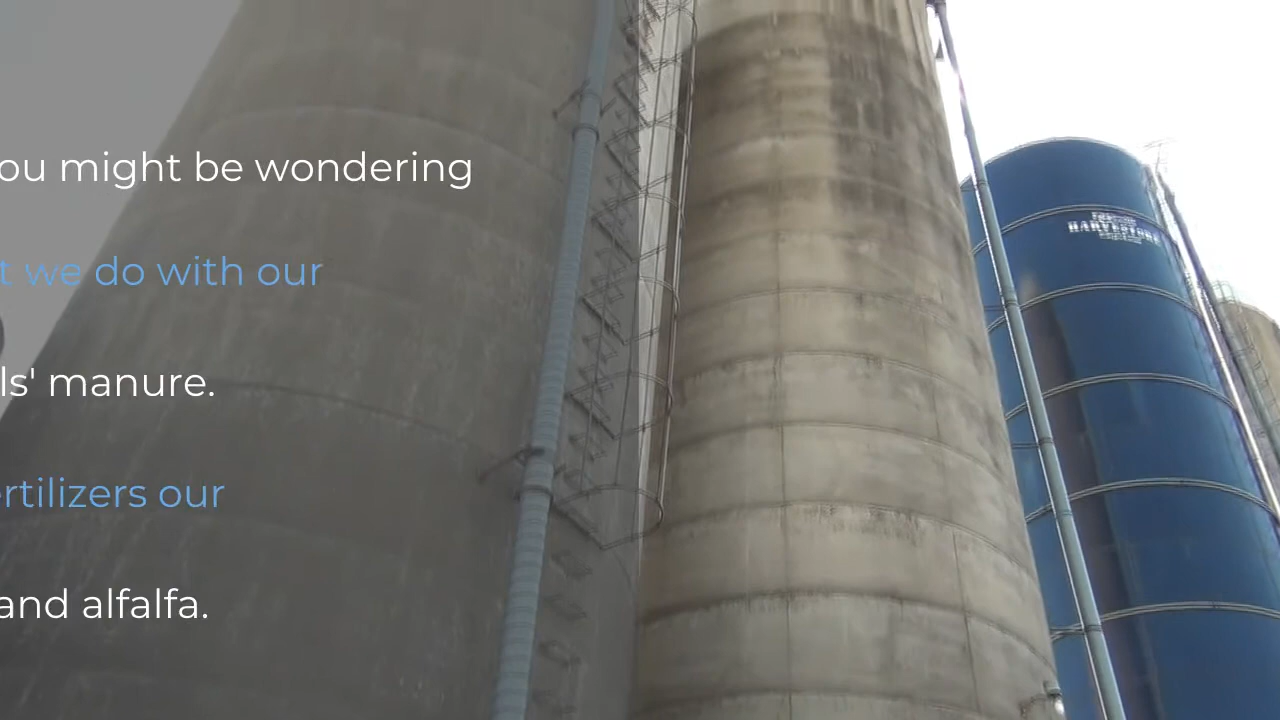 ou might be wondering
t we do with our
ls' manure.
ertilizers our
and alfalfa.
HARVESTORE